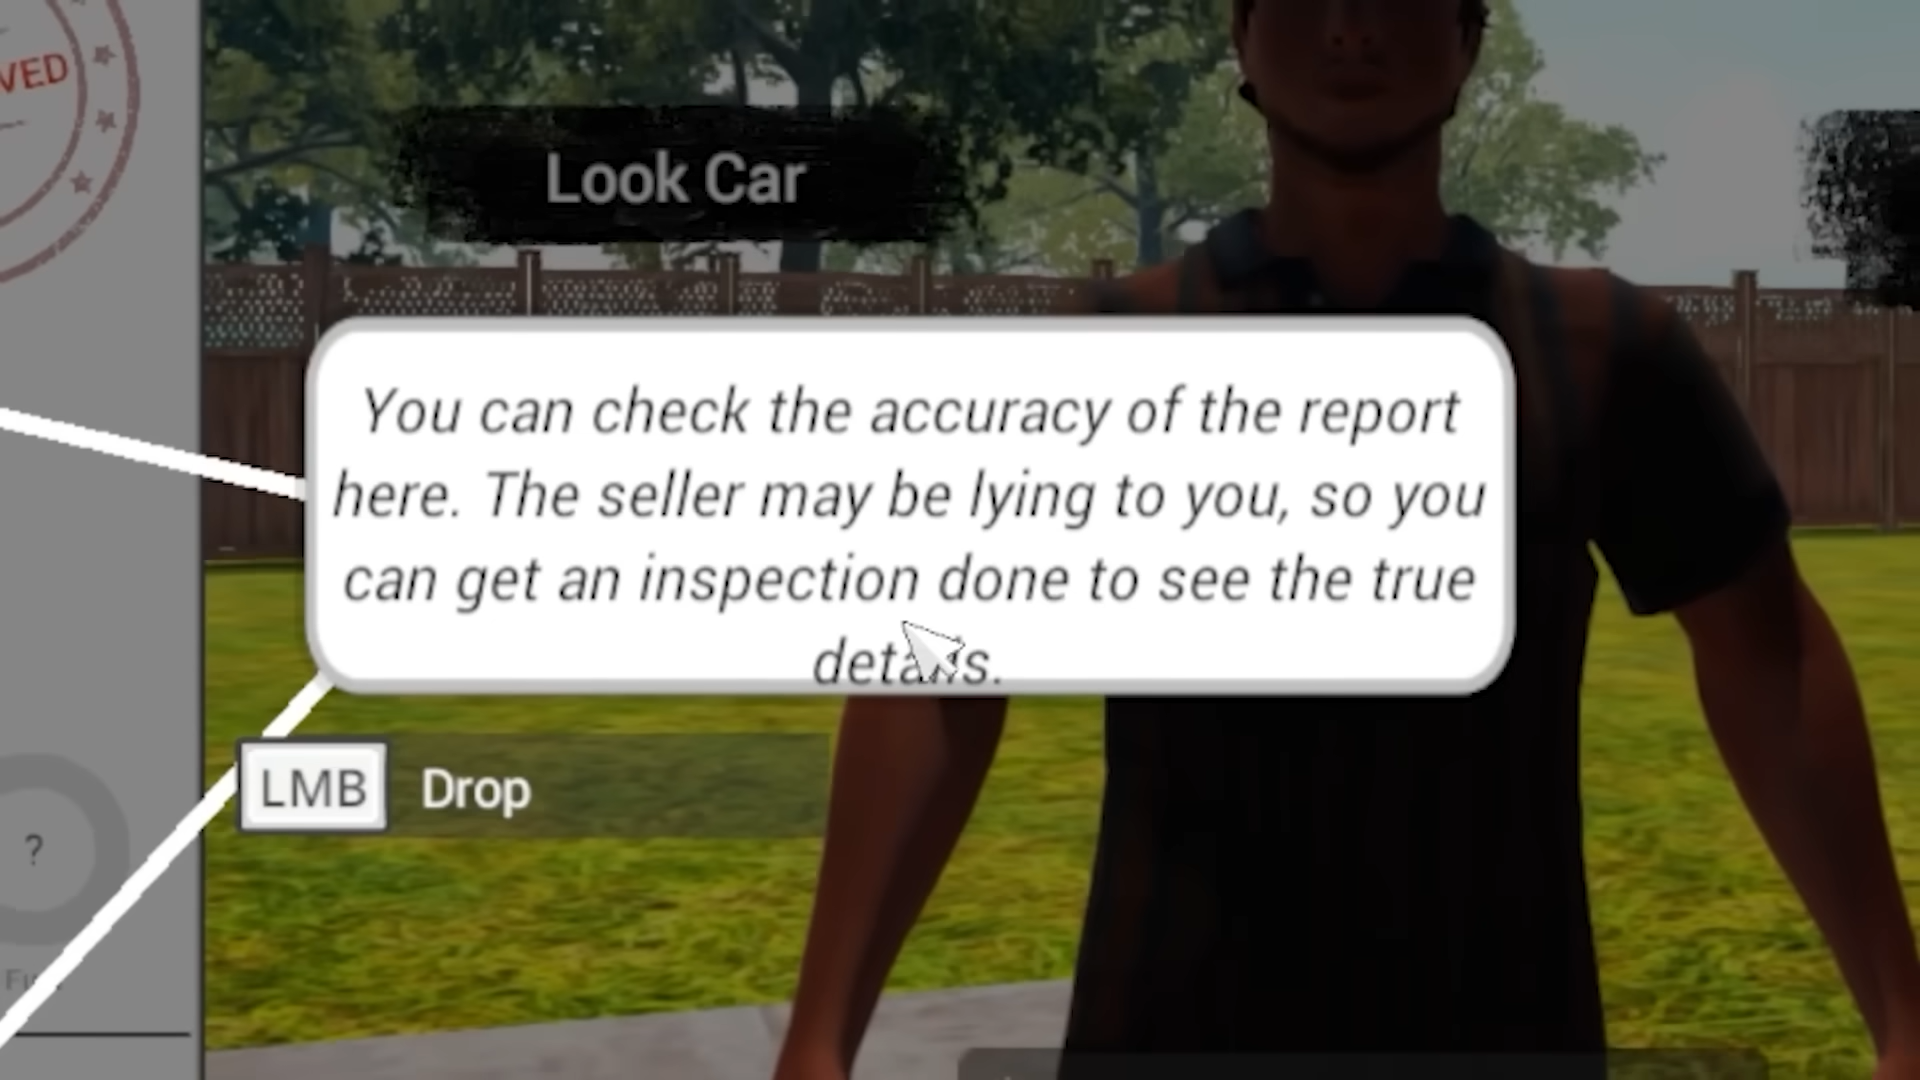 VED
Look Car
You can check the accuracy of the report
here. The seller may be lying to you, so you
can get an inspection done to see the true
details.
LMB Drop
?